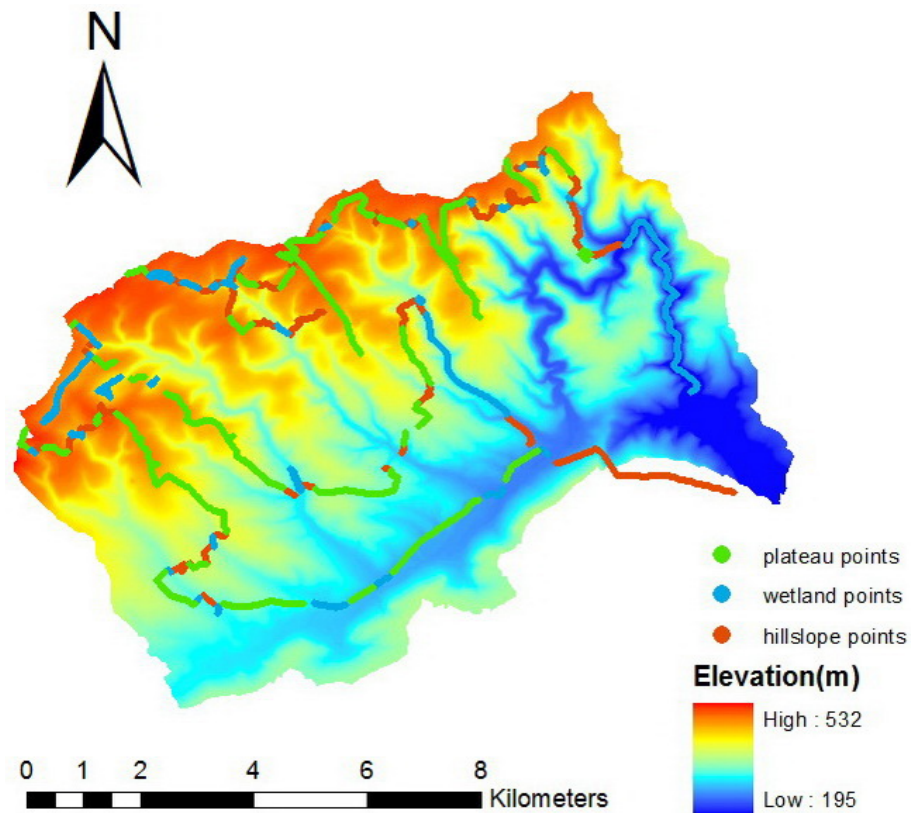 N
plateau points
wetland points
hillslope points
Elevation(m)
High : 532
Low : 195
0 1 2 4 6 8
Kilometers